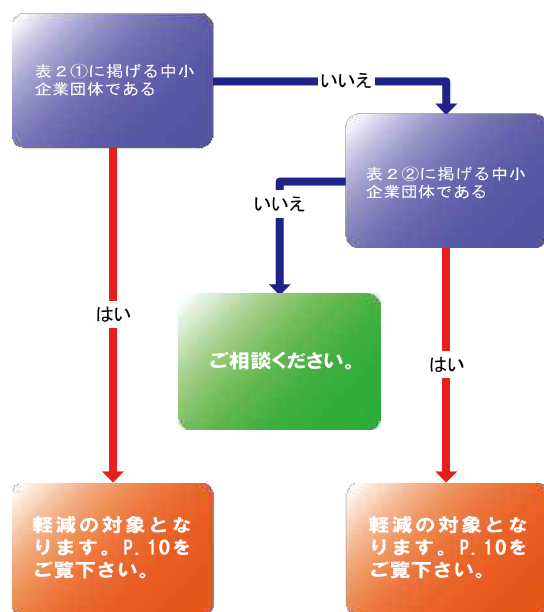 表２①に掲げる中小
企業団体である
いいえ
表２②に掲げる中小
企業団体である
いいえ
はい
ご相談ください。
はい
軽減の対象とな
ります。P.10を
ご覧下さい。
軽減の対象とな
ります。P.10を
ご覧下さい。